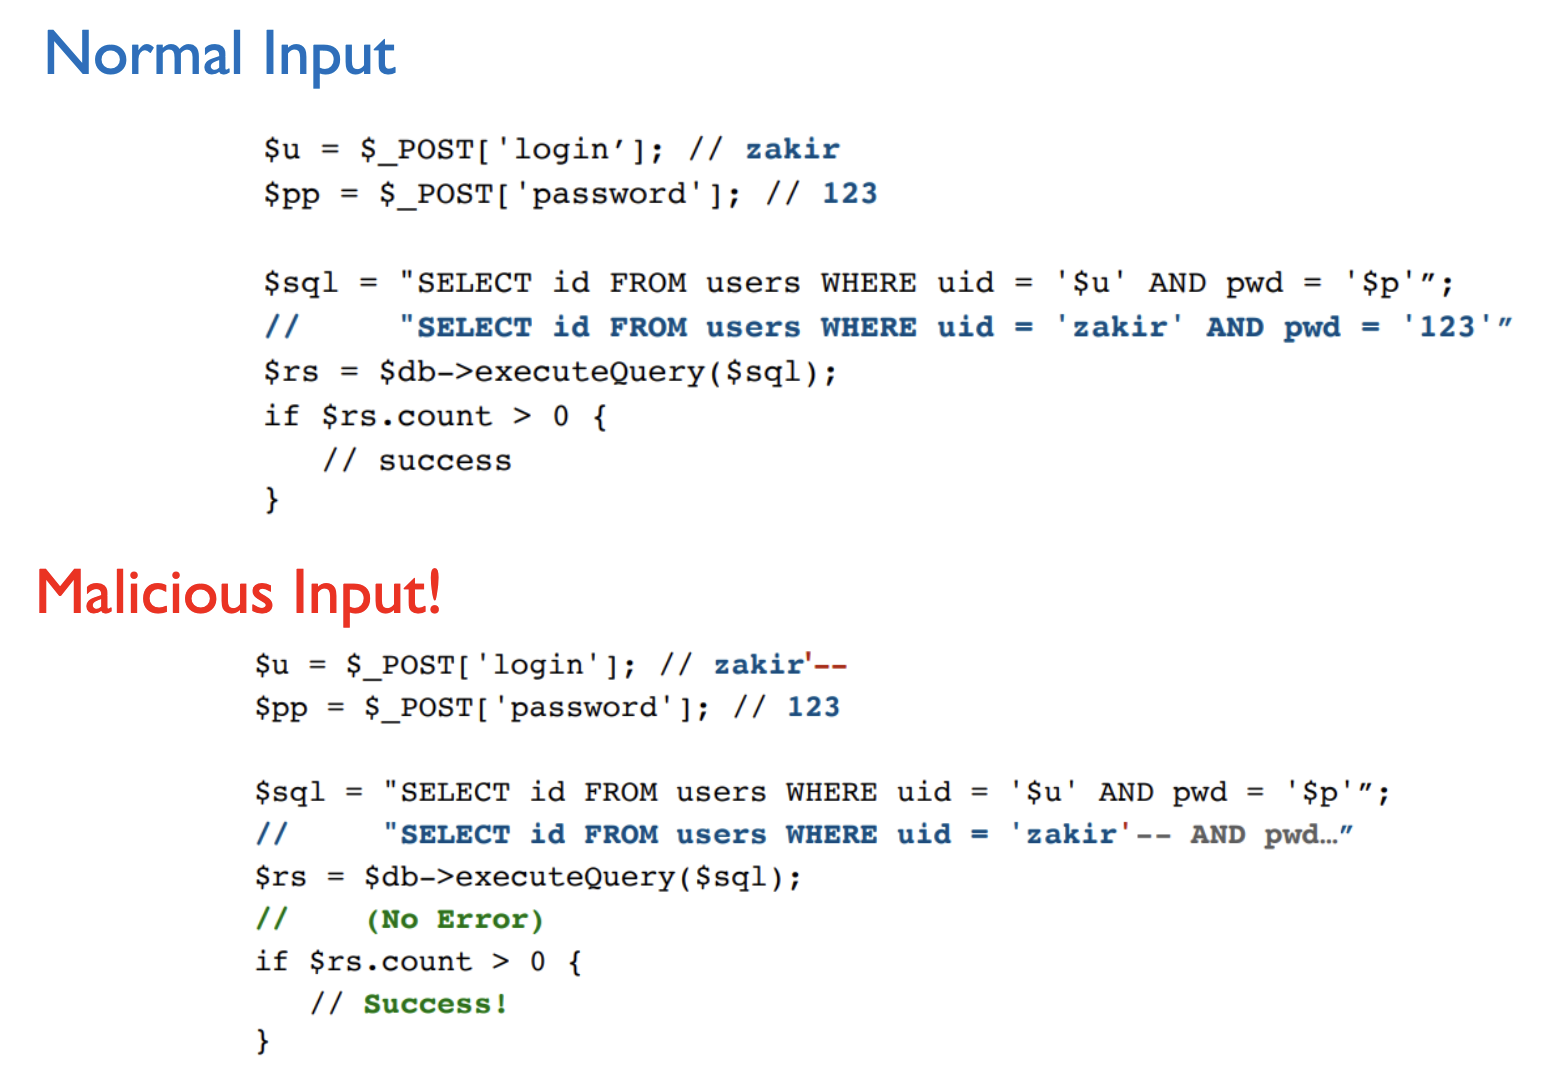 Normal Input
$u = $_POST['login’]; // zakir
$pp = $_POST['password']; // 123
$sql = "SELECT id FROM users WHERE uid = '$u' AND pwd = '$p'”;
// "SELECT id FROM users WHERE uid = 'zakir' AND pwd = '123'”
$rs = $db->executeQuery($sql);
if $rs.count > 0 {
// success
}
Malicious Input!
$u = $_POST['login']; // zakir'--
$pp = $_POST['password']; // 123
$sql = "SELECT id FROM users WHERE uid = '$u' AND pwd = '$p'”;
// "SELECT id FROM users WHERE uid = 'zakir'-- AND pwd…”
$rs = $db->executeQuery($sql);
// (No Error)
if $rs.count > 0 {
// Success!
}